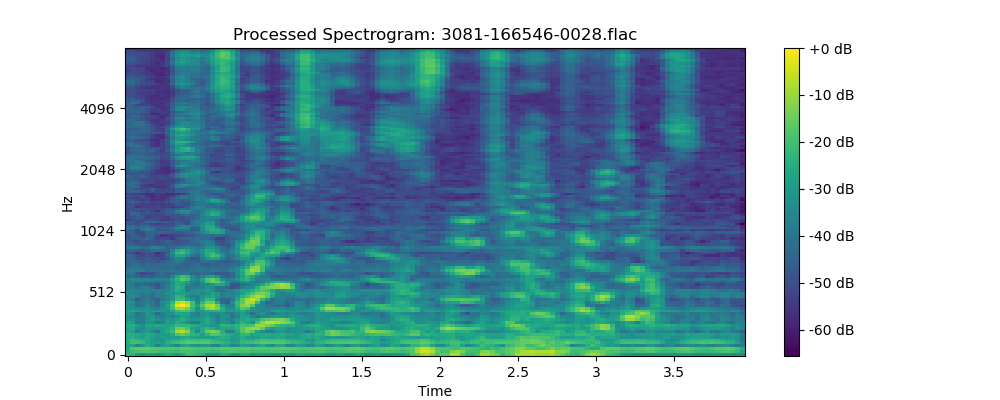 Processed Spectrogram: 3081-166546-0028.flac
Hz
4096
2048
1024
512
0
0
0.5
1
1.5
2
2.5
3
3.5
Time
+0 dB
-10 dB
-20 dB
-30 dB
-40 dB
-50 dB
-60 dB